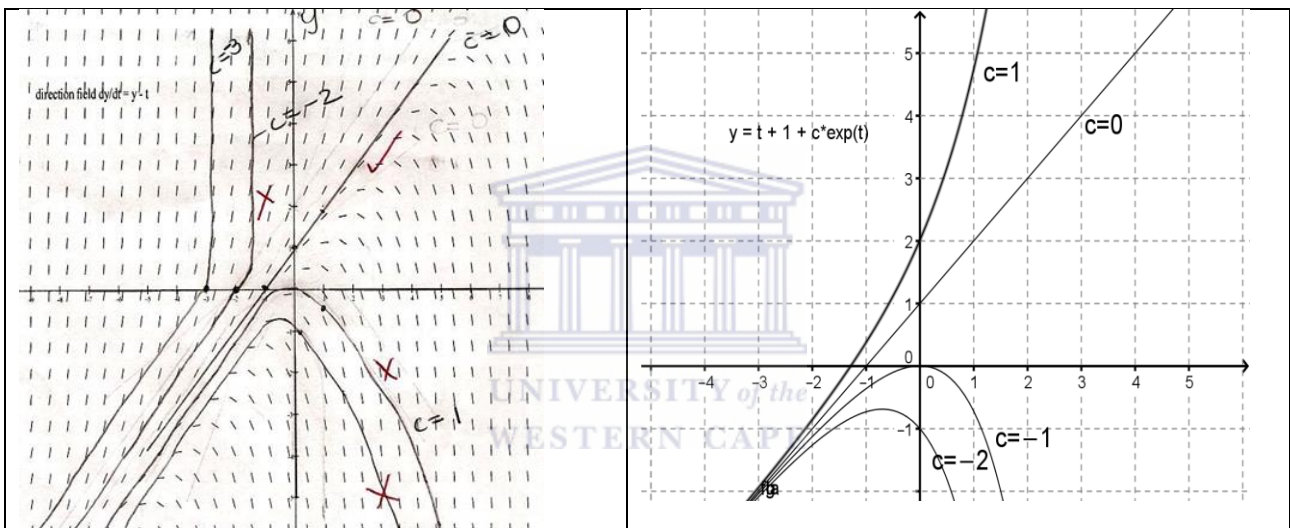 y
c=0
c=0
c=-3
direction field dy/dt = y - t
c=-2
c=0
c=1
UNIVERSITY of the
WESTERN CAPE
5
c=1
y = t + 1 + c*exp(t)
4
c=0
3
2
1
0
-4 -3 -2 -1 0 1 2 3 4 5
-1
c=-1
c=-2